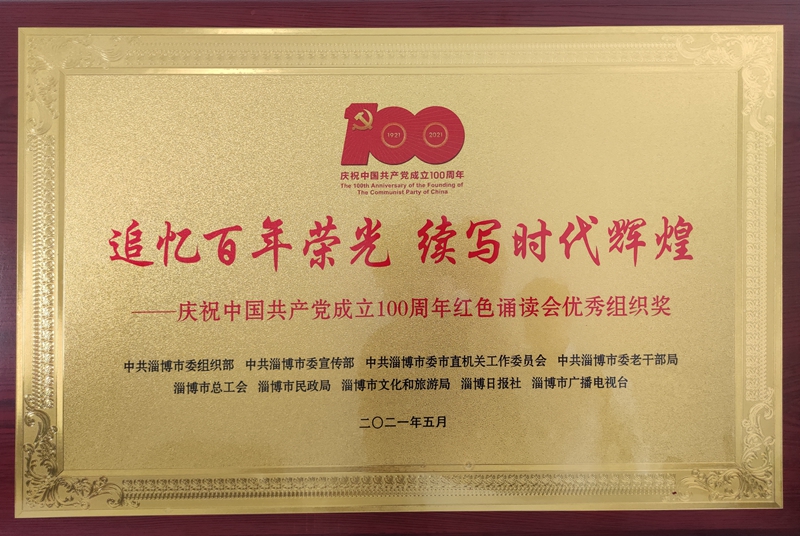 100
1921 2021
庆祝中国共产党成立100周年
The 100th Anniversary of the Founding of
The Communist Party of China
追忆百年荣光 续写时代辉煌
——庆祝中国共产党成立100周年红色诵读会优秀组织奖
中共淄博市委组织部 中共淄博市委宣传部 中共淄博市委市直机关工作委员会 中共淄博市委老干部局
淄博市总工会 淄博市民政局 淄博市文化和旅游局 淄博日报社 淄博市广播电视台
二〇二一年五月